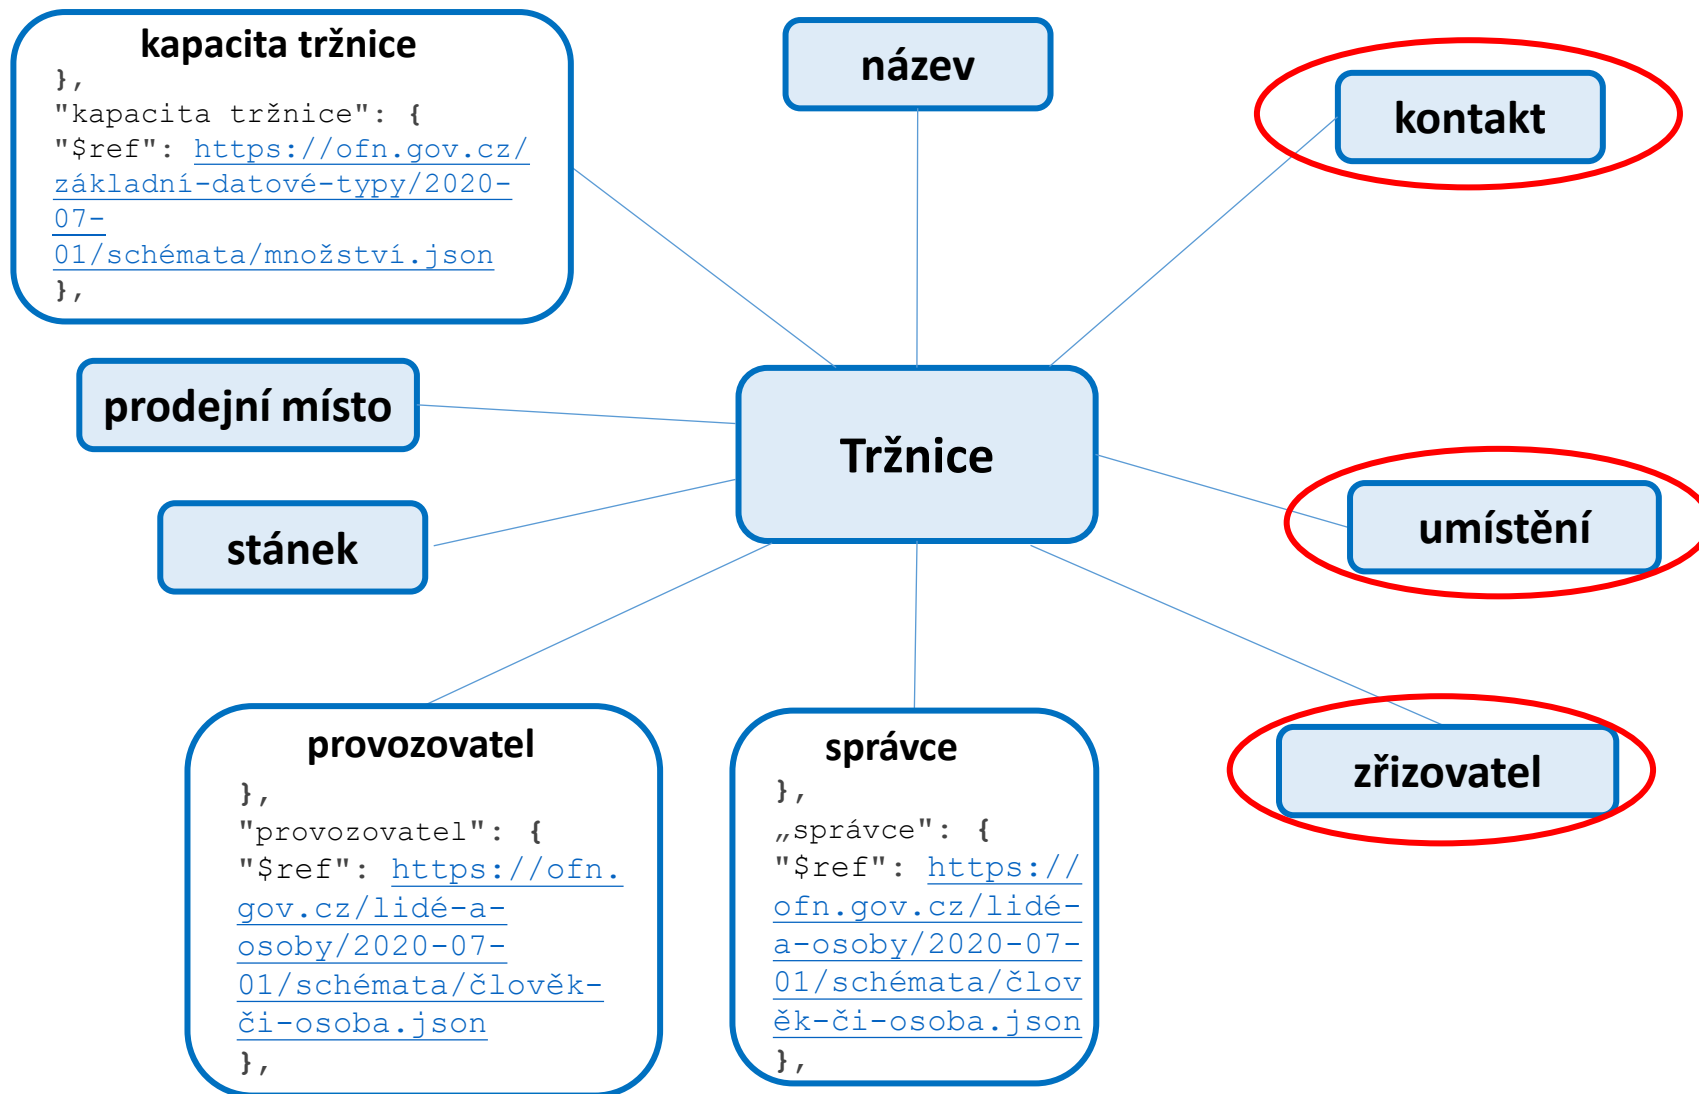 kapacita tržnice
},
"kapacita tržnice": {
"$ref": https://ofn.gov.cz/
základní-datové-typy/2020-
07-
01/schémata/množství.json
},
název
kontakt
prodejní místo
Tržnice
stánek
umístění
provozovatel
},
"provozovatel": {
"$ref": https://ofn.
gov.cz/lidé-a-
osoby/2020-07-
01/schémata/člověk-
či-osoba.json
},
správce
},
„správce": {
"$ref": https://
ofn.gov.cz/lidé-
a-osoby/2020-07-
01/schémata/člov
ěk-či-osoba.json
},
zřizovatel